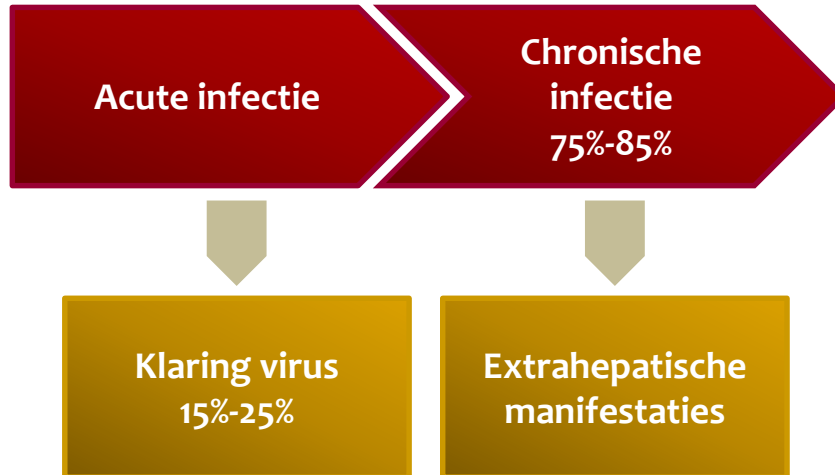 Acute infectie
Chronische
infectie
75%-85%
Klaring virus
15%-25%
Extrahepatische
manifestaties